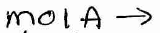 mol A →